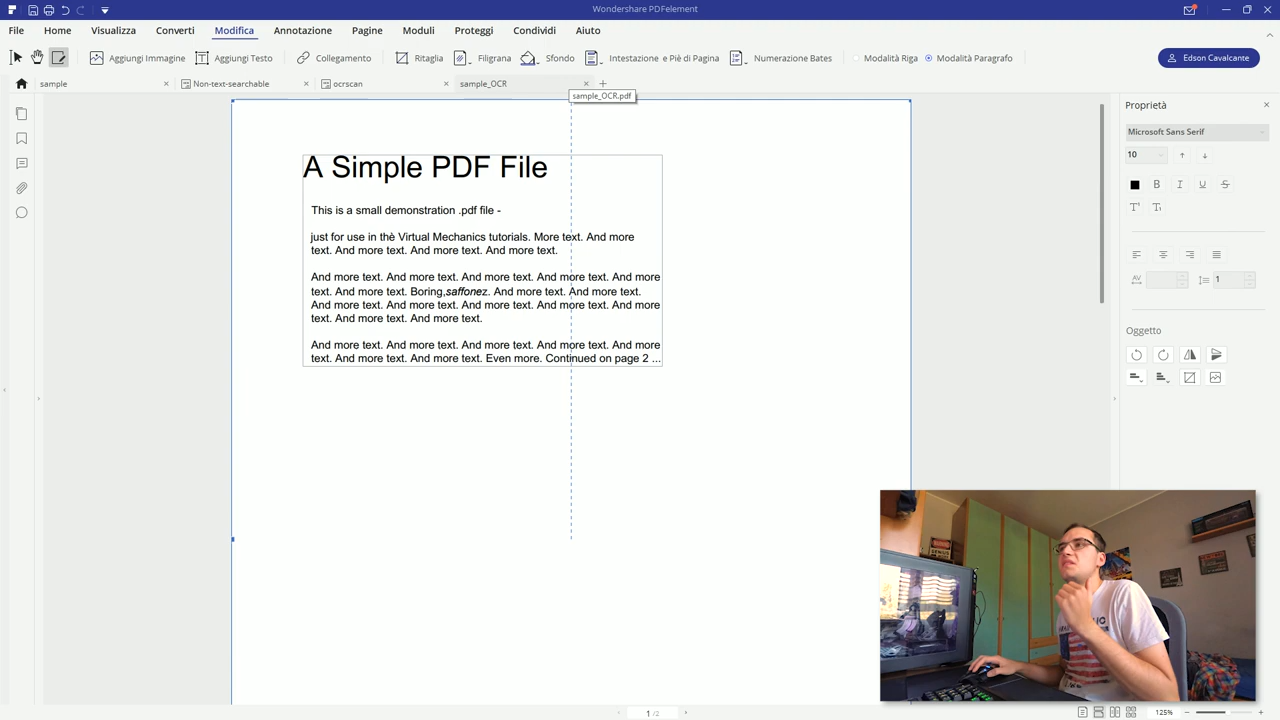 Wondershare PDFelement
File Home Visualizza Converti Modifica Annotazione Pagine Moduli Proteggi Condividi Aiuto
Aggiungi Immagine Aggiungi Testo Collegamento Ritaglia Filigrana Sfondo Intestazione e Piè di Pagina Numerazione Bates Modalità Riga Modalità Paragrafo Edson Cavalcante
sample Non-text-searchable ocrscan sample_OCR
sample_OCR.pdf
Proprietà
Microsoft Sans Serif
10
A Simple PDF File
This is a small demonstration .pdf file -
just for use in thè Virtual Mechanics tutorials. More text. And more
text. And more text. And more text. And more text.
And more text. And more text. And more text. And more text. And more
text. And more text. Boring,saffonez. And more text. And more text.
And more text. And more text. And more text. And more text. And more
text. And more text. And more text.
And more text. And more text. And more text. And more text. And more
text. And more text. And more text. Even more. Continued on page 2 ...
1
Oggetto
1 /2
125%